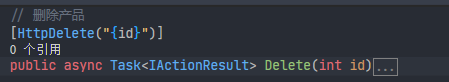 // 删除产品
[HttpDelete("{id}")]
0 个引用
public async Task<IActionResult> Delete(int id)...